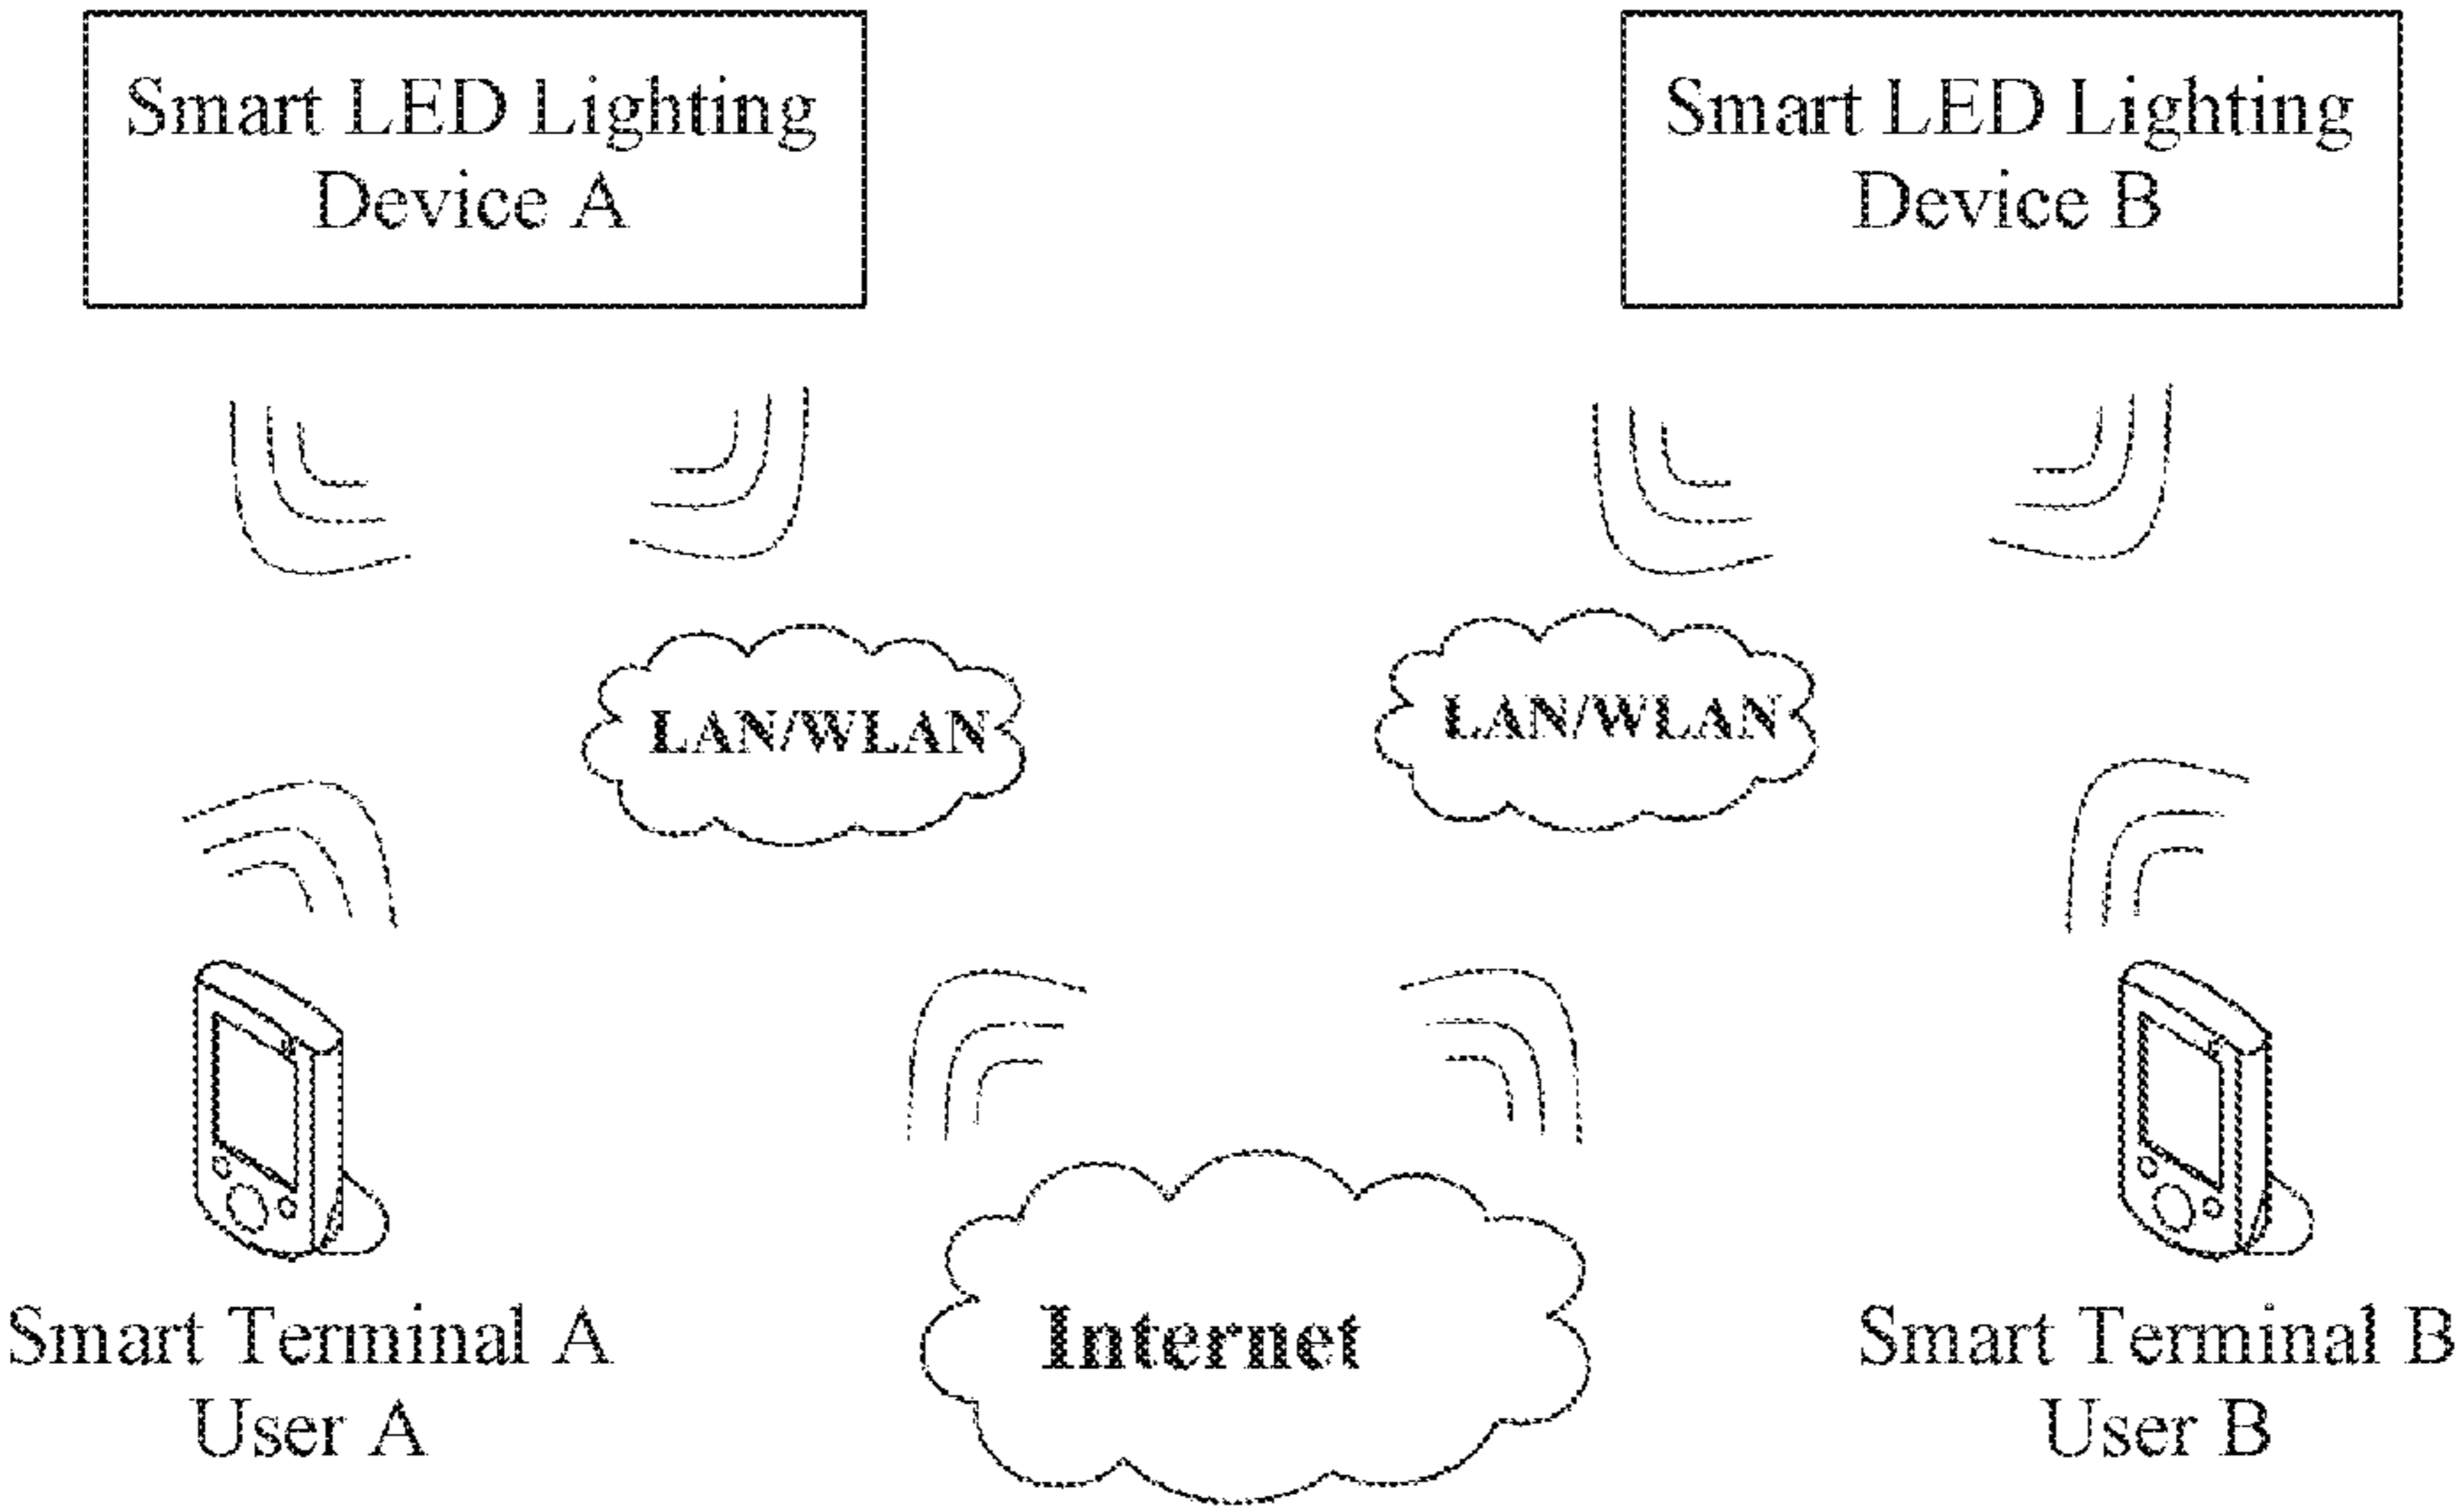 Smart LED Lighting
Device A
Smart LED Lighting
Device B
LAN/WLAN
LAN/WLAN
Internet
Smart Terminal A
User A
Smart Terminal B
User B